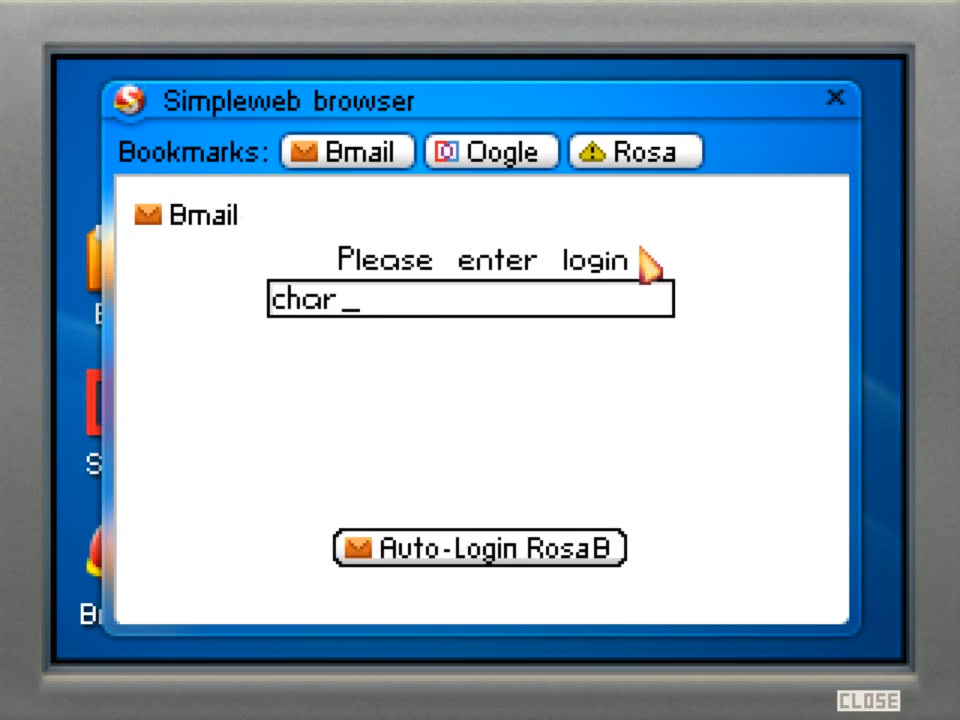 Simpleweb browser
Bookmarks: Bmail Oogle Rosa
Bmail
Please enter login
char_
Auto-Login RosaB
CLOSE